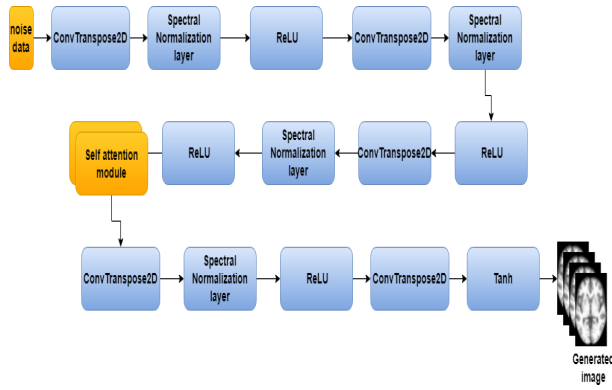 noise
data
ConvTranspose2D
Spectral
Normalization
layer
ReLU
ConvTranspose2D
Spectral
Normalization
layer
Self attention
module
ReLU
Spectral
Normalization
layer
ConvTranspose2D
ReLU
ConvTranspose2D
Spectral
Normalization
layer
ReLU
ConvTranspose2D
Tanh
Generated
image